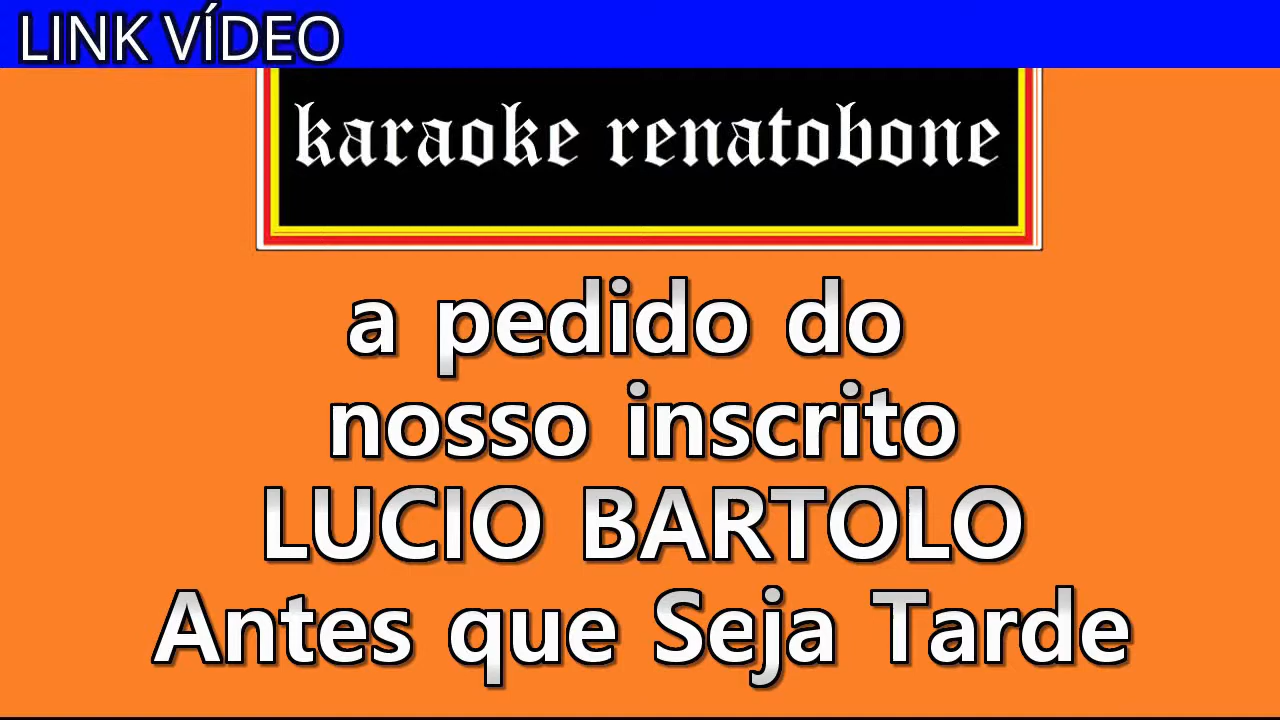 LINK VÍDEO
karaoke renatobone
a pedido do
nosso inscrito
LUCIO BARTOLO
Antes que Seja Tarde